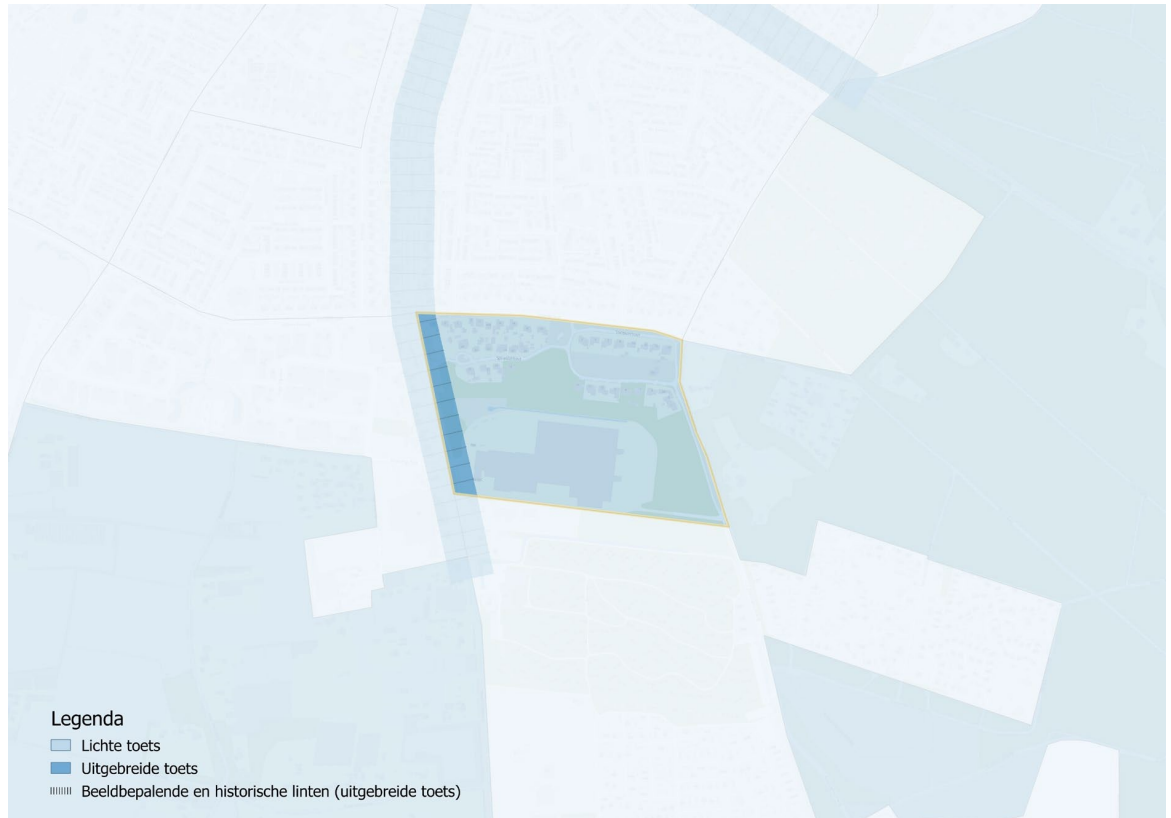 Legenda
Lichte toets
Uitgebreide toets
Beeldbepalende en historische linten (uitgebreide toets)